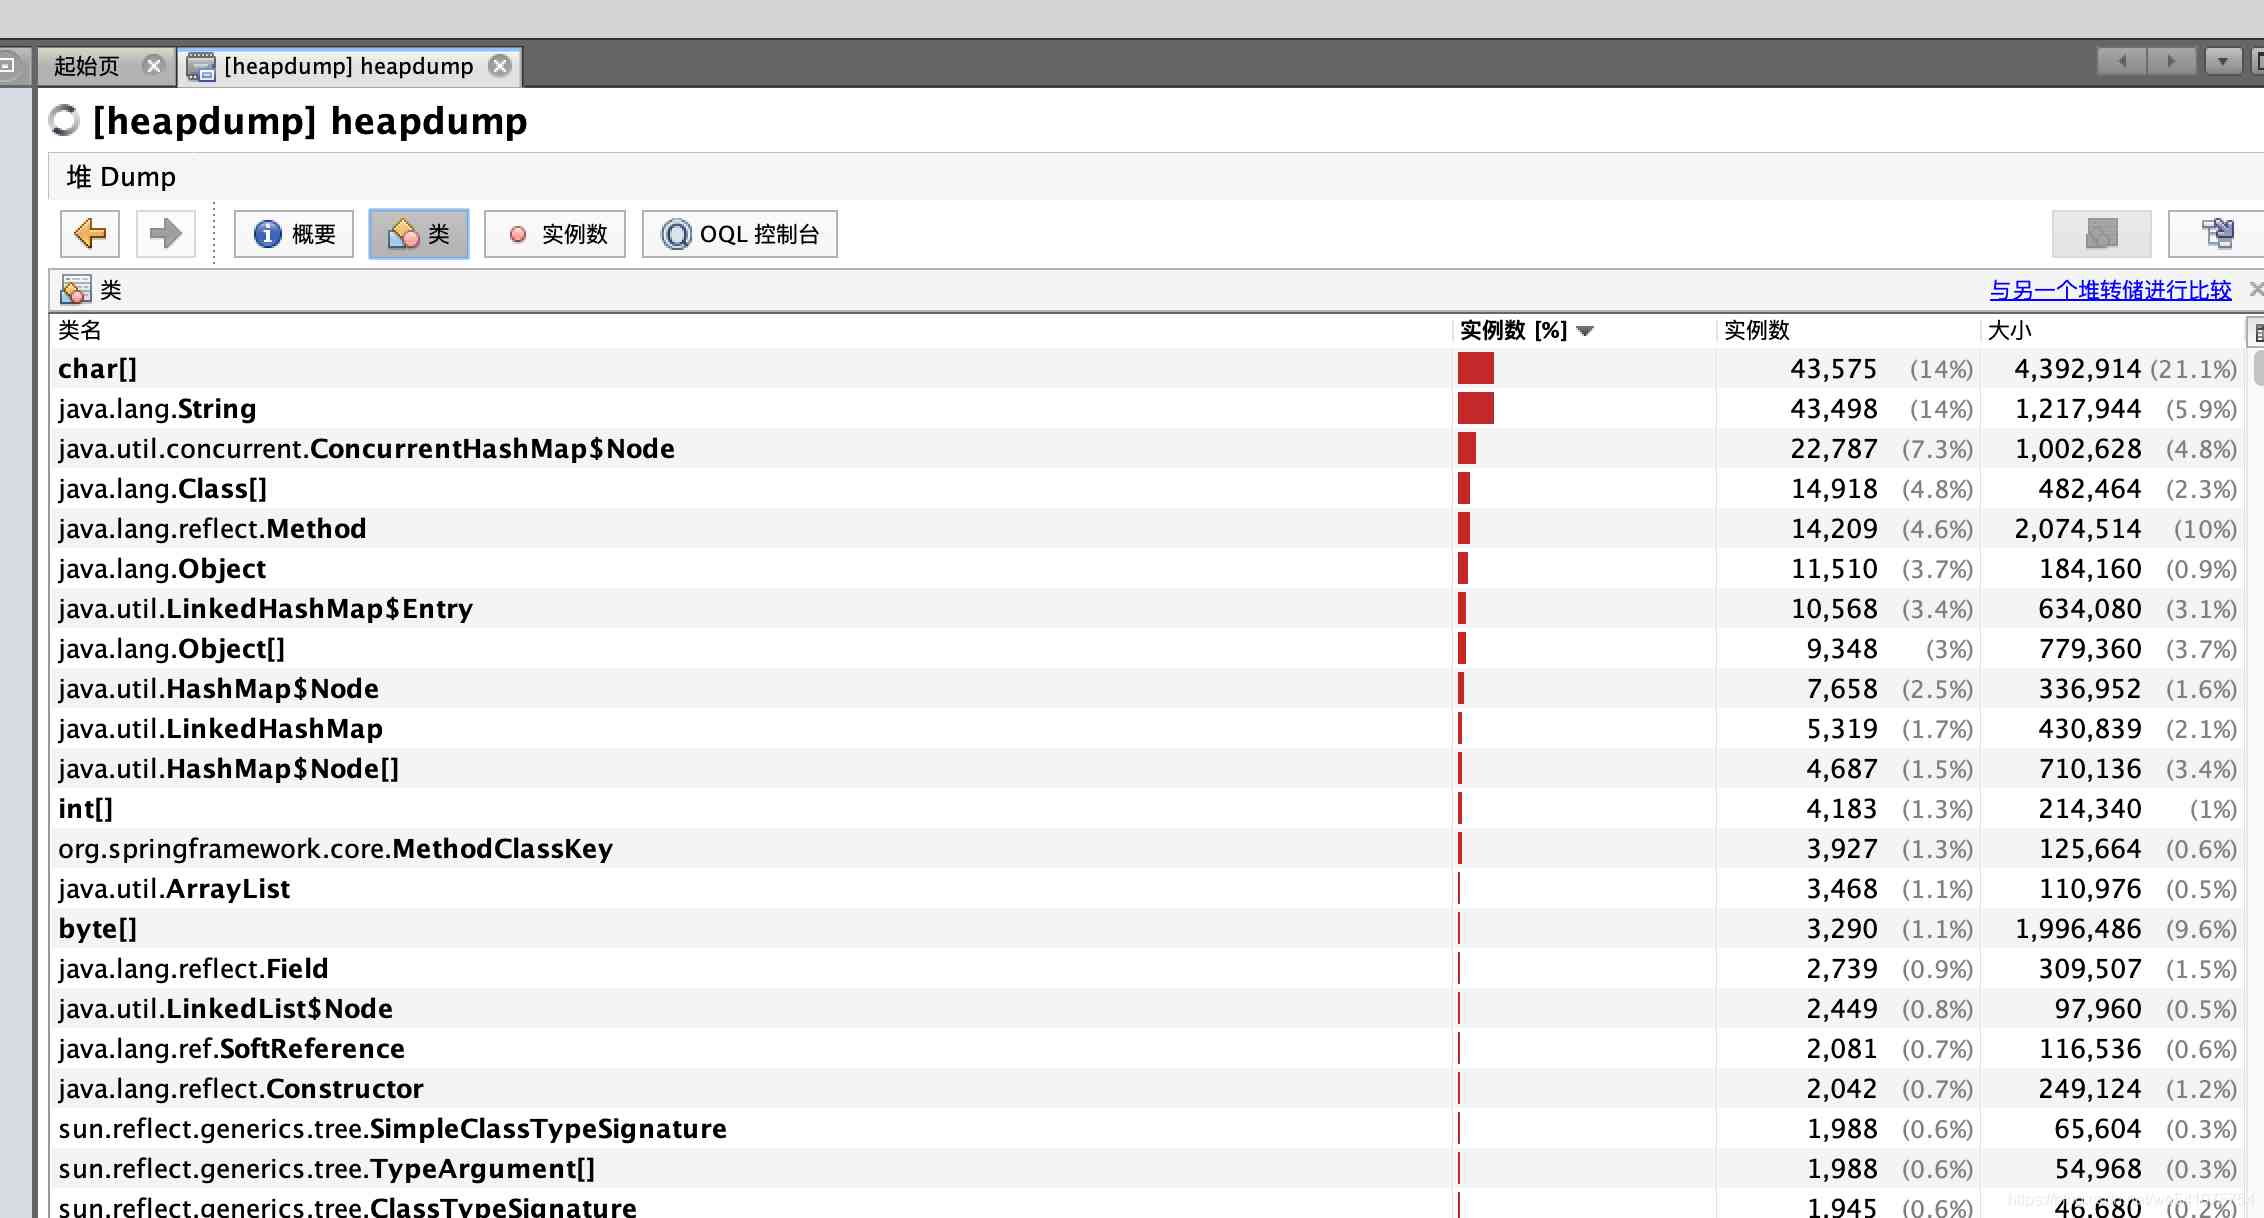 起始页
[heapdump] heapdump
[heapdump] heapdump
堆 Dump
概要 类 实例数 OQL 控制台
类 与另一个堆转储进行比较
类名 实例数 [%] 实例数 大小
char[] 43,575 (14%) 4,392,914 (21.1%)
java.lang.String 43,498 (14%) 1,217,944 (5.9%)
java.util.concurrent.ConcurrentHashMap$Node 22,787 (7.3%) 1,002,628 (4.8%)
java.lang.Class[] 14,918 (4.8%) 482,464 (2.3%)
java.lang.reflect.Method 14,209 (4.6%) 2,074,514 (10%)
java.lang.Object 11,510 (3.7%) 184,160 (0.9%)
java.util.LinkedHashMap$Entry 10,568 (3.4%) 634,080 (3.1%)
java.lang.Object[] 9,348 (3%) 779,360 (3.7%)
java.util.HashMap$Node 7,658 (2.5%) 336,952 (1.6%)
java.util.LinkedHashMap 5,319 (1.7%) 430,839 (2.1%)
java.util.HashMap$Node[] 4,687 (1.5%) 710,136 (3.4%)
int[] 4,183 (1.3%) 214,340 (1%)
org.springframework.core.MethodClassKey 3,927 (1.3%) 125,664 (0.6%)
java.util.ArrayList 3,468 (1.1%) 110,976 (0.5%)
byte[] 3,290 (1.1%) 1,996,486 (9.6%)
java.lang.reflect.Field 2,739 (0.9%) 309,507 (1.5%)
java.util.LinkedList$Node 2,449 (0.8%) 97,960 (0.5%)
java.lang.ref.SoftReference 2,081 (0.7%) 116,536 (0.6%)
java.lang.reflect.Constructor 2,042 (0.7%) 249,124 (1.2%)
sun.reflect.generics.tree.SimpleClassTypeSignature 1,988 (0.6%) 65,604 (0.3%)
sun.reflect.generics.tree.TypeArgument[] 1,988 (0.6%) 54,968 (0.3%)
sun.reflect.generics.tree.ClassTypeSignature 1,945 (0.6%) 46,680 (0.2%)